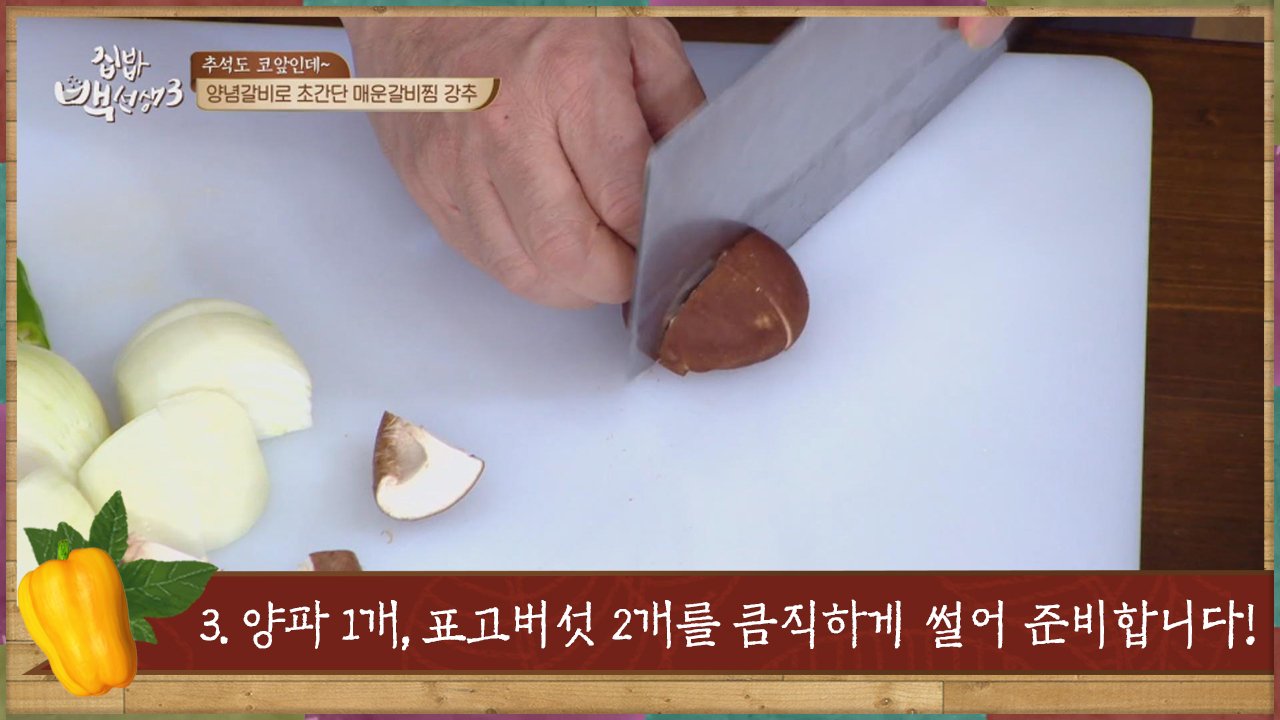 집밥
백선생3
추석도 코앞인데~
양념갈비로 초간단 매운갈비찜 강추
3. 양파 1개, 표고버섯 2개를 큼직하게 썰어 준비합니다!